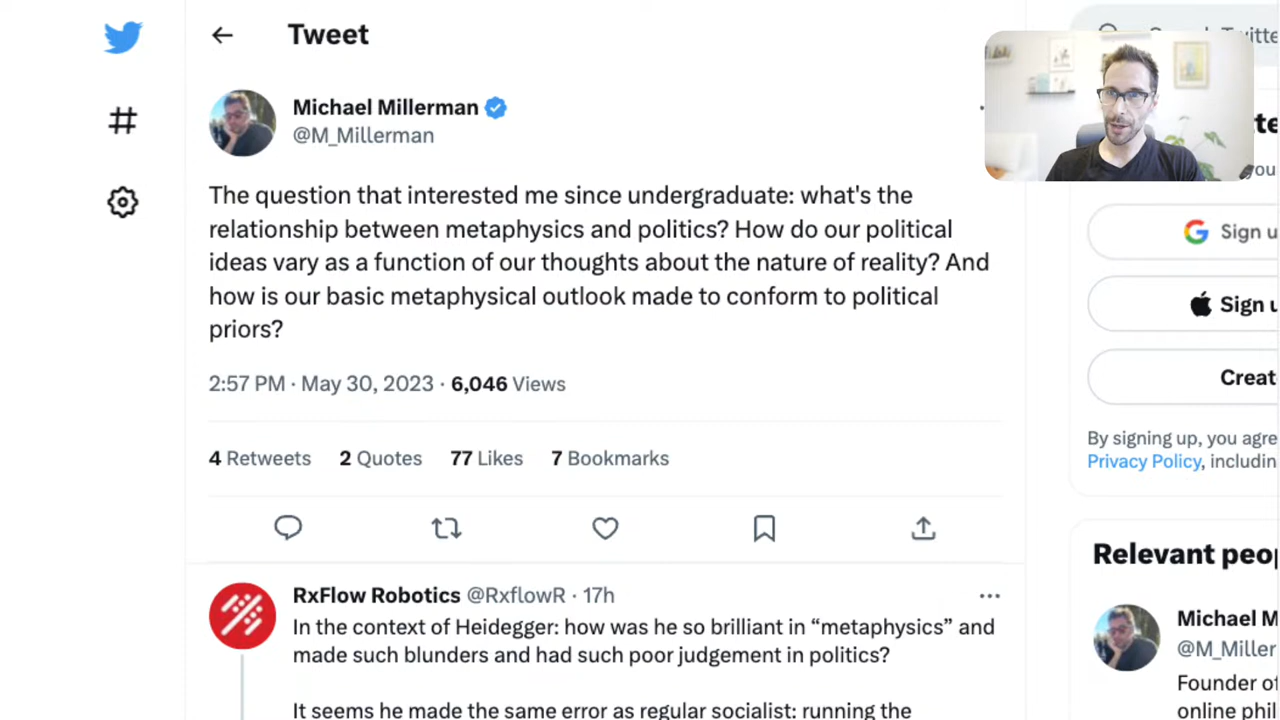 Tweet
Michael Millerman
@M_Millerman
The question that interested me since undergraduate: what's the
relationship between metaphysics and politics? How do our political
ideas vary as a function of our thoughts about the nature of reality? And
how is our basic metaphysical outlook made to conform to political
priors?
2:57 PM · May 30, 2023 · 6,046 Views
4 Retweets 2 Quotes 77 Likes 7 Bookmarks
RxFlow Robotics @RxflowR · 17h
In the context of Heidegger: how was he so brilliant in “metaphysics” and
made such blunders and had such poor judgement in politics?
It seems he made the same error as regular socialist: running the
Sign u
Sign u
Creat
By signing up, you agre
Privacy Policy, includin
Relevant peop
Michael M
@M_Miller
Founder of
online phil